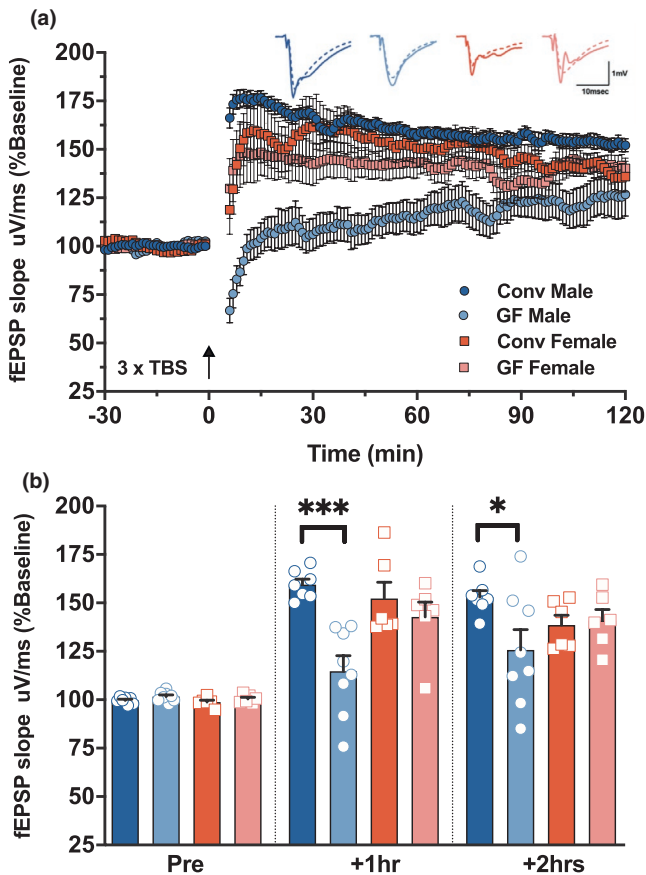 (a)
fEPSP slope uV/ms (%Baseline)
200
175
150
125
100
75
50
25
1mV
10msec
Conv Male
GF Male
Conv Female
GF Female
3 x TBS
-30
0
30
60
90
120
Time (min)
(b)
fEPSP slope uV/ms (%Baseline)
200
175
150
125
100
75
50
25
***
*
Pre
+1hr
+2hrs